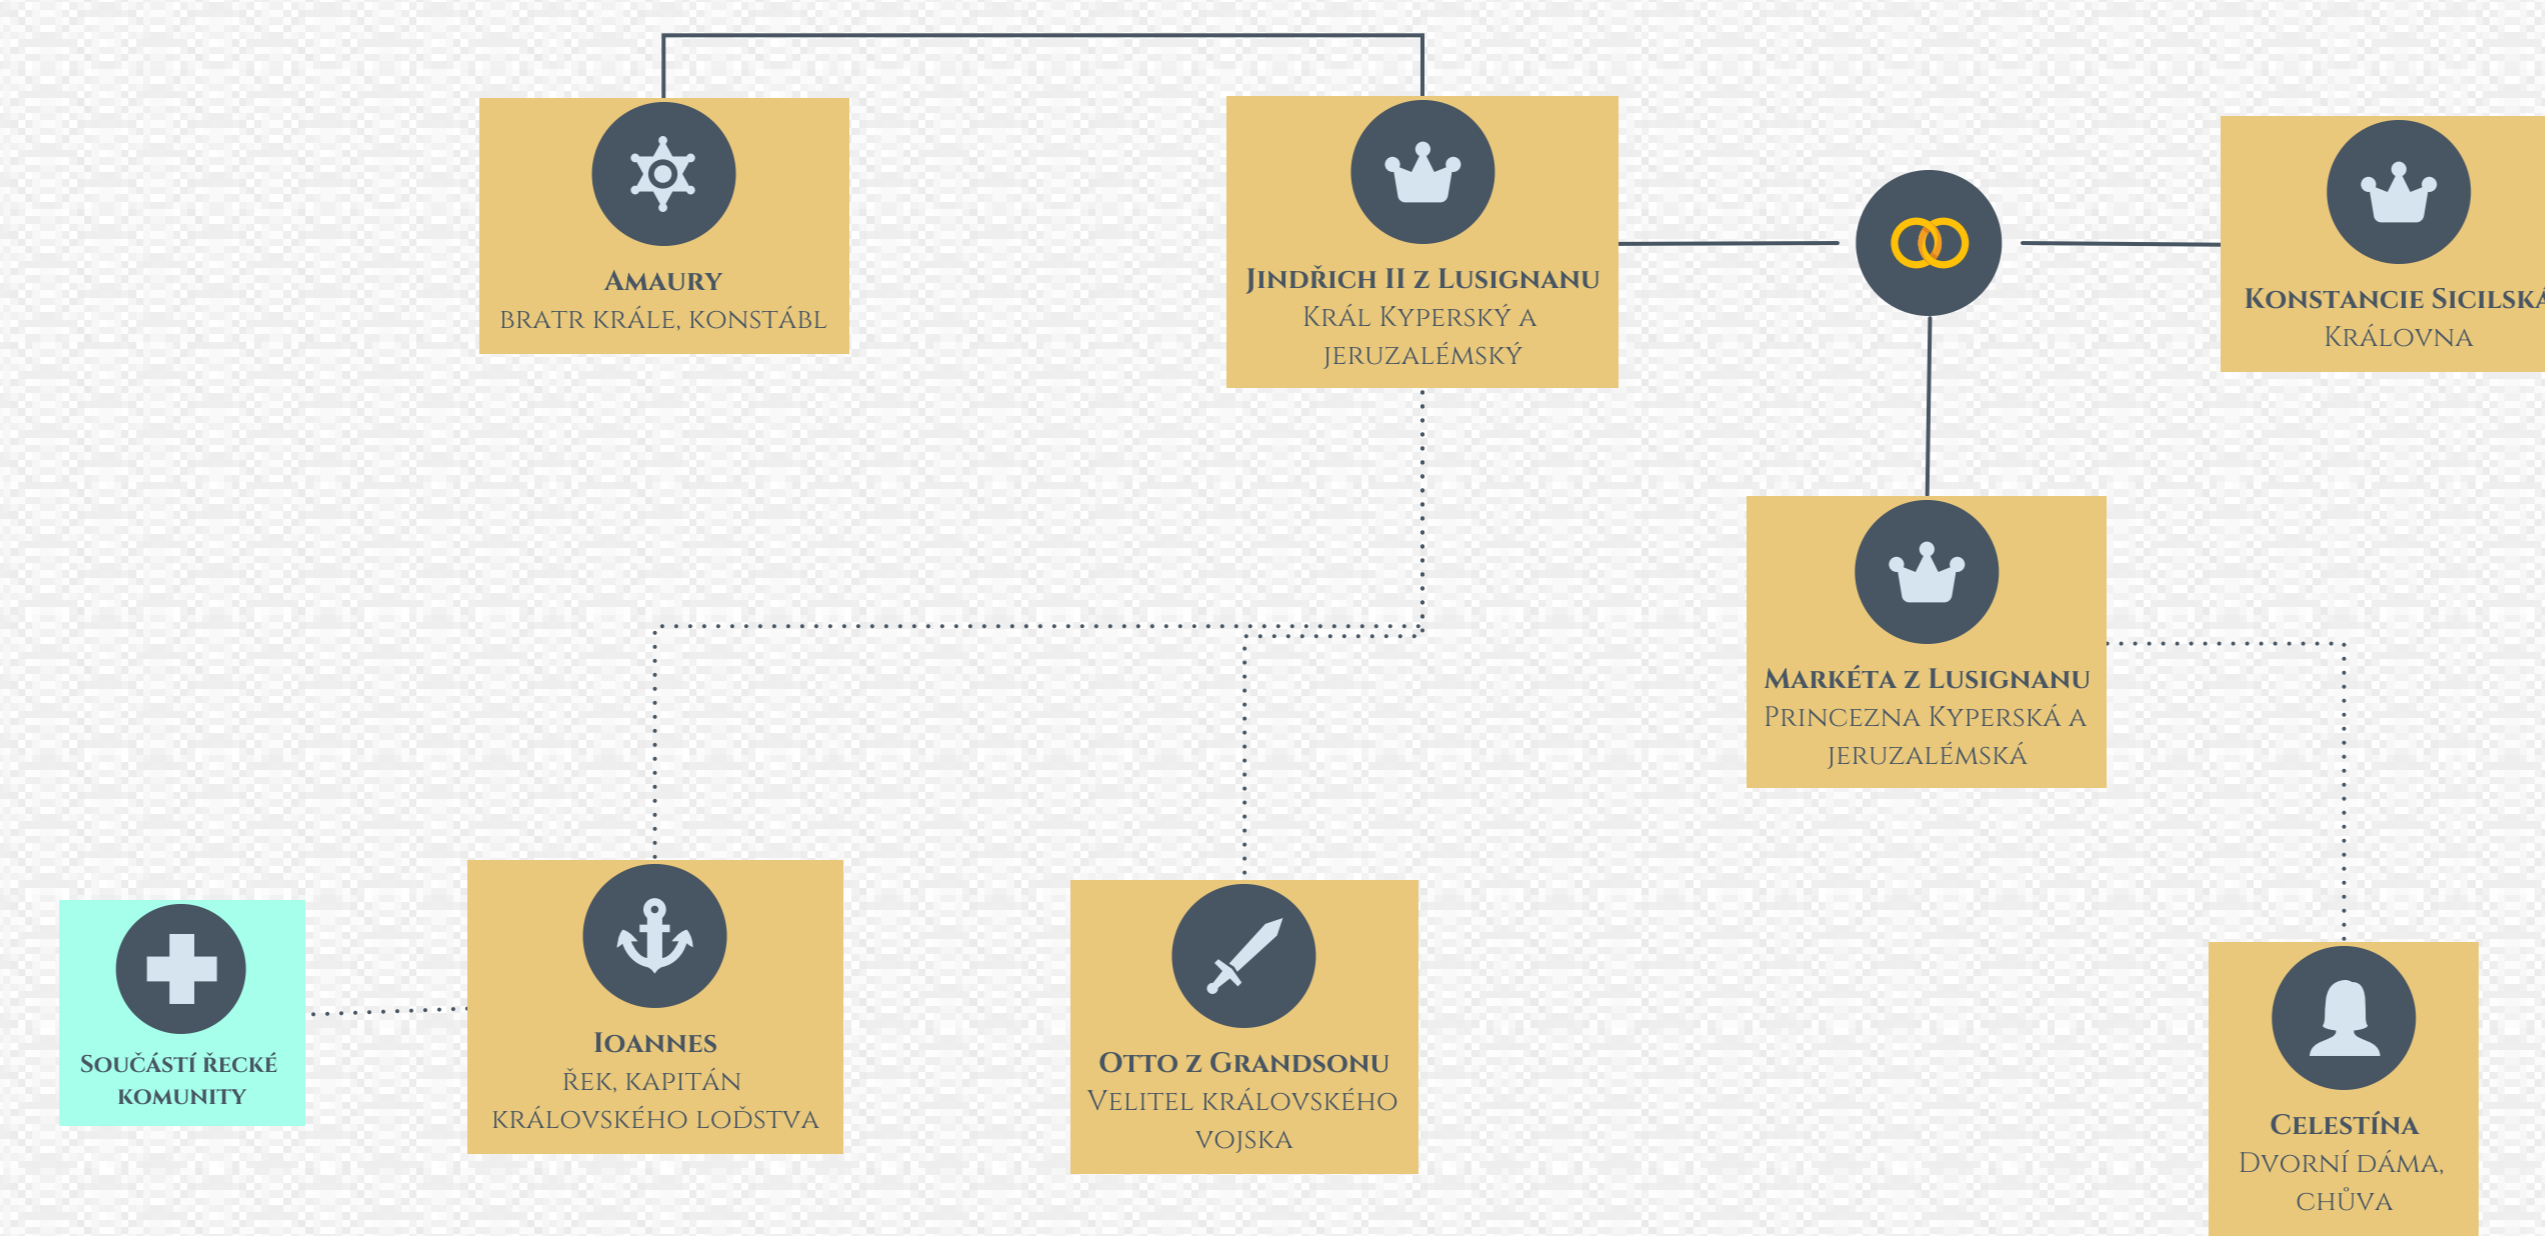 Amaury
bratr krále, konstábl
Jindřich II z Lusignanu
Král Kyperský a
jeruzalémský
Konstancie Sicilská
Královna
Markéta z Lusignanu
Princezna Kyperská a
jeruzalémská
Součástí řecké
komunity
Ioannes
řek, kapitán
královského loďstva
Otto z Grandsonu
Velitel královského
vojska
Celestína
Dvorní dáma,
chůva